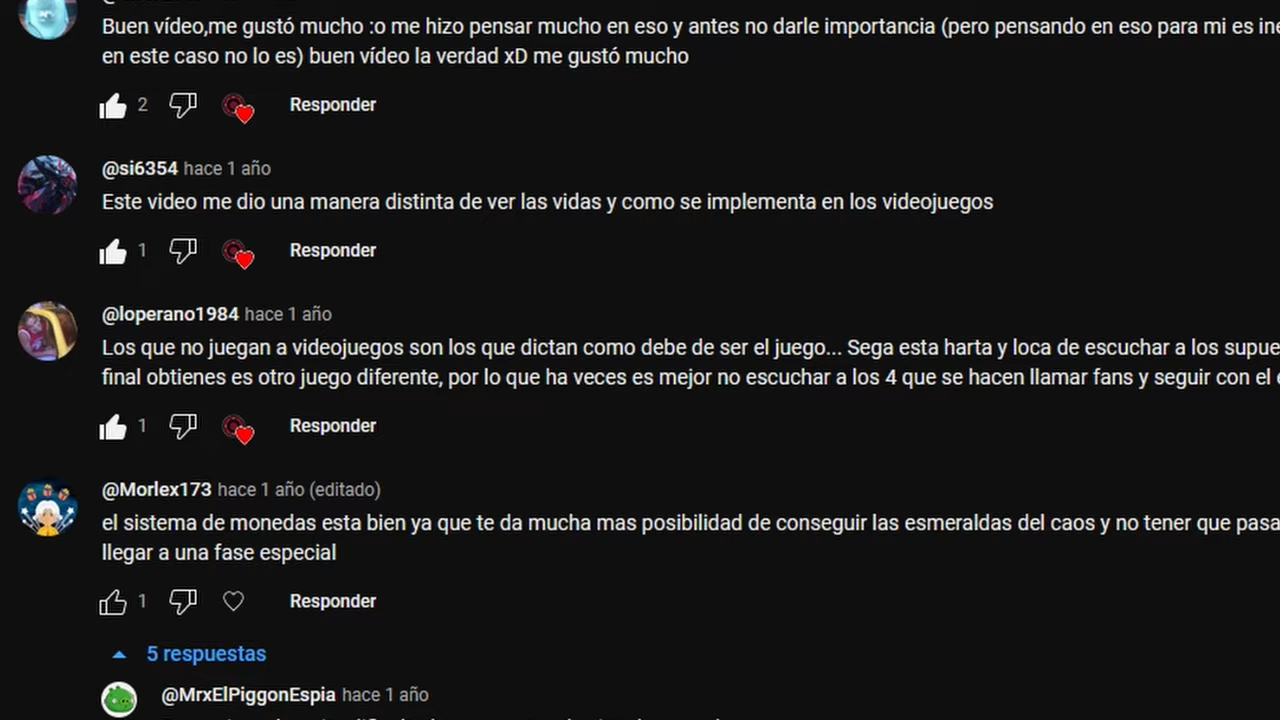 Buen vídeo,me gustó mucho :o me hizo pensar mucho en eso y antes no darle importancia (pero pensando en eso para mi es
en este caso no lo es) buen vídeo la verdad xD me gustó mucho
2
Responder
@si6354 hace 1 año
Este video me dio una manera distinta de ver las vidas y como se implementa en los videojuegos
1
Responder
@loperano1984 hace 1 año
Los que no juegan a videojuegos son los que dictan como debe de ser el juego... Sega esta harta y loca de escuchar a los
final obtienes es otro juego diferente, por lo que ha veces es mejor no escuchar a los 4 que se hacen llamar fans y seguir con el
1
Responder
@Morlex173 hace 1 año (editado)
el sistema de monedas esta bien ya que te da mucha mas posibilidad de conseguir las esmeraldas del caos y no tener que
llegar a una fase especial
1
Responder
5 respuestas
@MrxElPiggonEspia hace 1 año